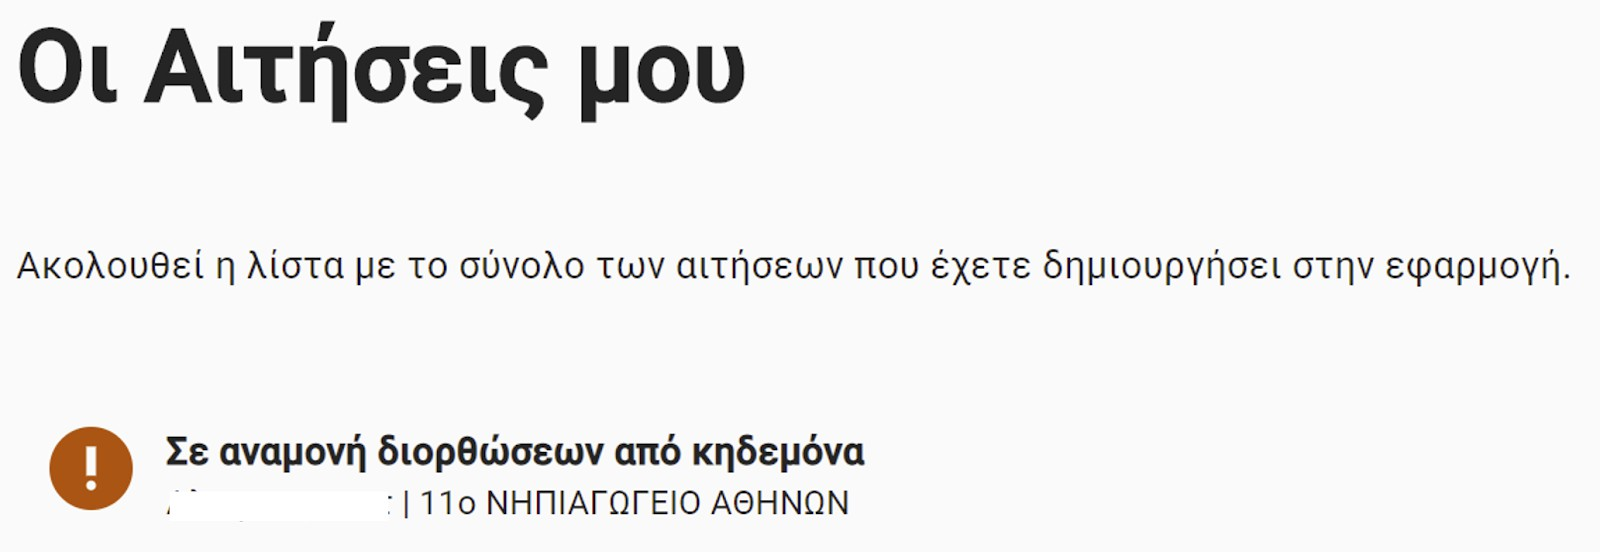 Οι Αιτήσεις μου
Ακολουθεί η λίστα με το σύνολο των αιτήσεων που έχετε δημιουργήσει στην εφαρμογή.
Σε αναμονή διορθώσεων από κηδεμόνα
| 11ο ΝΗΠΙΑΓΩΓΕΙΟ ΑΘΗΝΩΝ